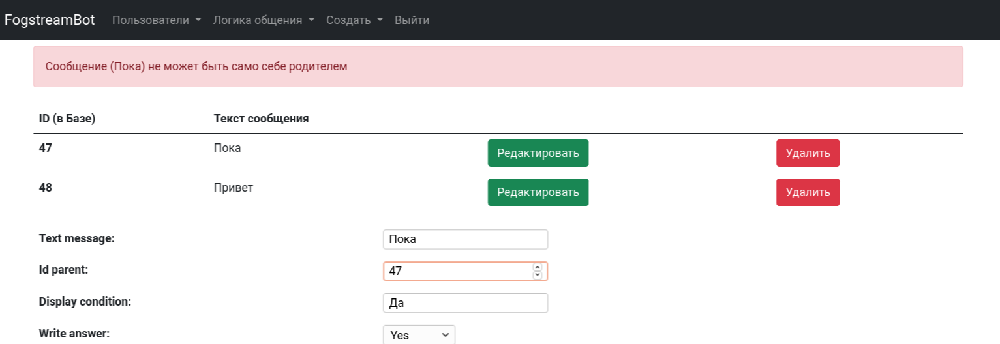 FogstreamBot Пользователи Логика общения Создать Выйти
Сообщение (Пока) не может быть само себе родителем
ID (в Базе) Текст сообщения
47 Пока Редактировать Удалить
48 Привет Редактировать Удалить
Text message: Пока
Id parent: 47
Display condition: Да
Write answer: Yes